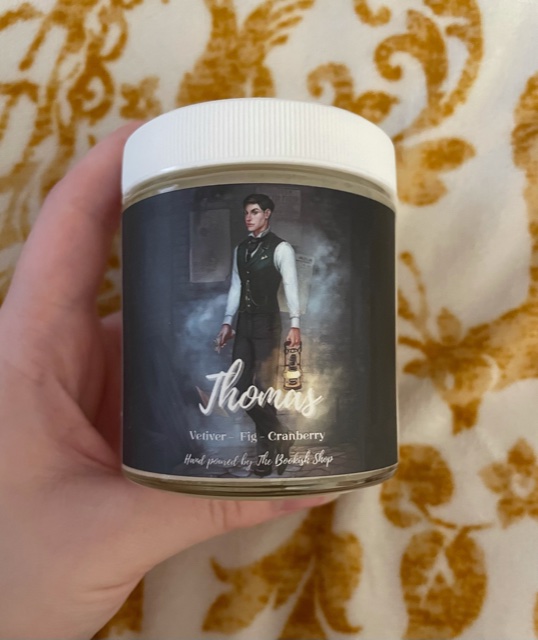 Thomas
Vetiver - Fig - Cranberry
Hand poured by The Bookish Shop